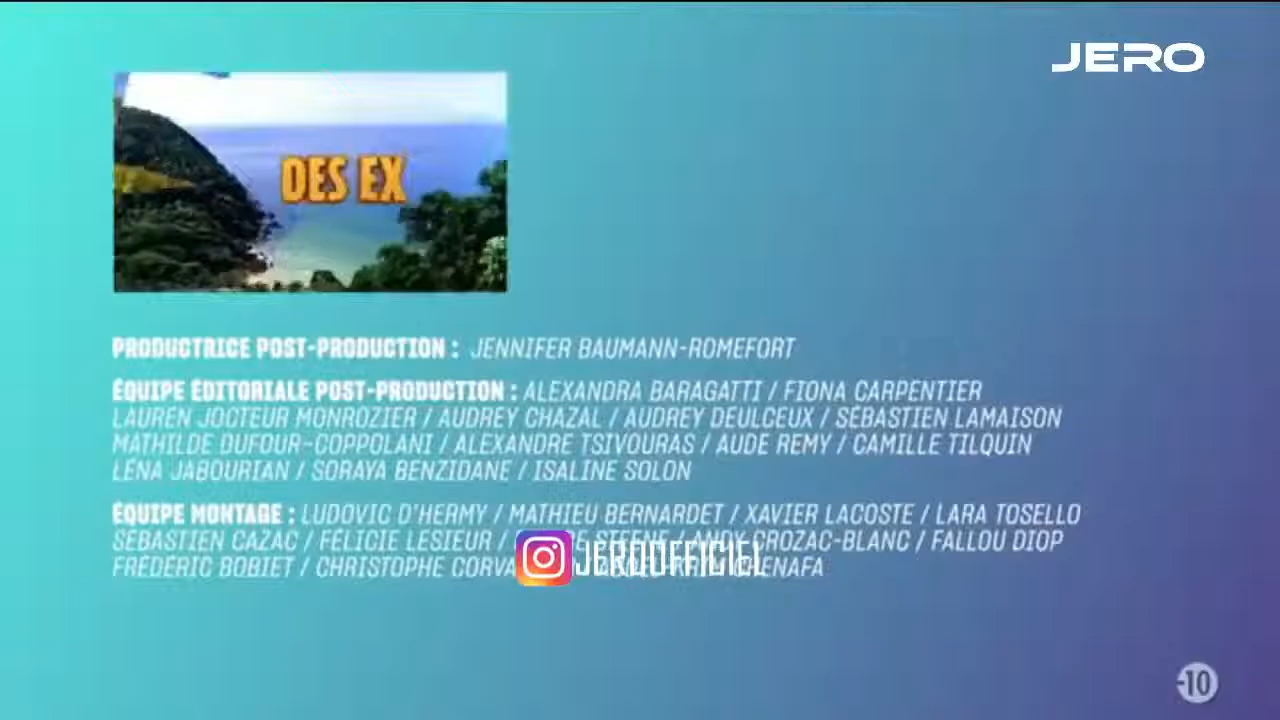 JERO
DES EX
PRODUCTRICE POST-PRODUCTION : JENNIFER BAUMANN-ROMEFORT
ÉQUIPE ÉDITORIALE POST-PRODUCTION : ALEXANDRA BARAGATTI / FIONA CARPENTIER
LAUREN JOCTEUR MONROZIER / AUDREY CHAZAL / AUDREY DEULCEUX / SÉBASTIEN LAMAISON
MATHILDE DUFOUR-COPPOLANI / ALEXANDRE TSIVOURAS / AUDE REMY / CAMILLE TILQUIN
LÉNA JABOURIAN / SORAYA BENZIDANE / ISALINE SOLON
ÉQUIPE MONTAGE : LUDOVIC D'HERMY / MATHIEU BERNARDET / XAVIER LACOSTE / LARA TOSELLO
SÉBASTIEN CAZAC / FÉLICIE LESIEUR / ANDY CROZAC-BLANC / FALLOU DIOP
FRÉDÉRIC BOBIET / CHRISTOPHE
JEROOFFICIEL
-10